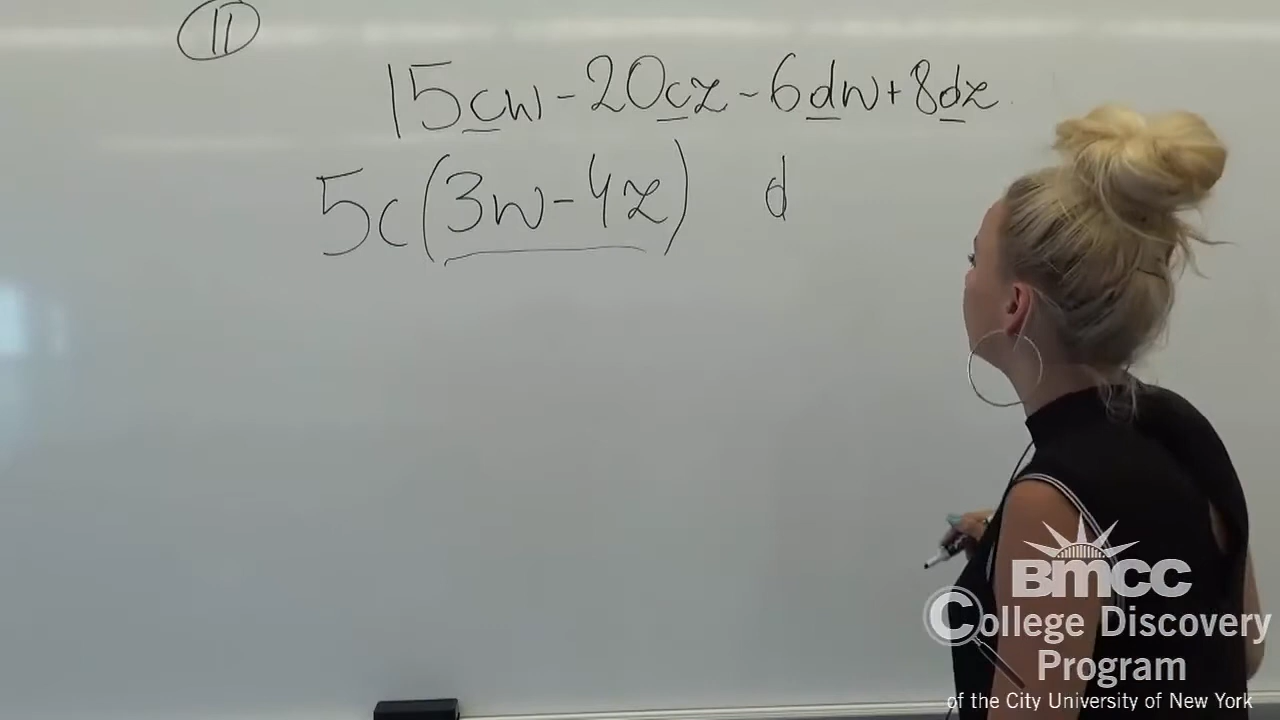 11
15cw - 20cz - 6dw + 8dz
5c(3w - 4z) d
BMCC
College Discovery
Program
of the City University of New York